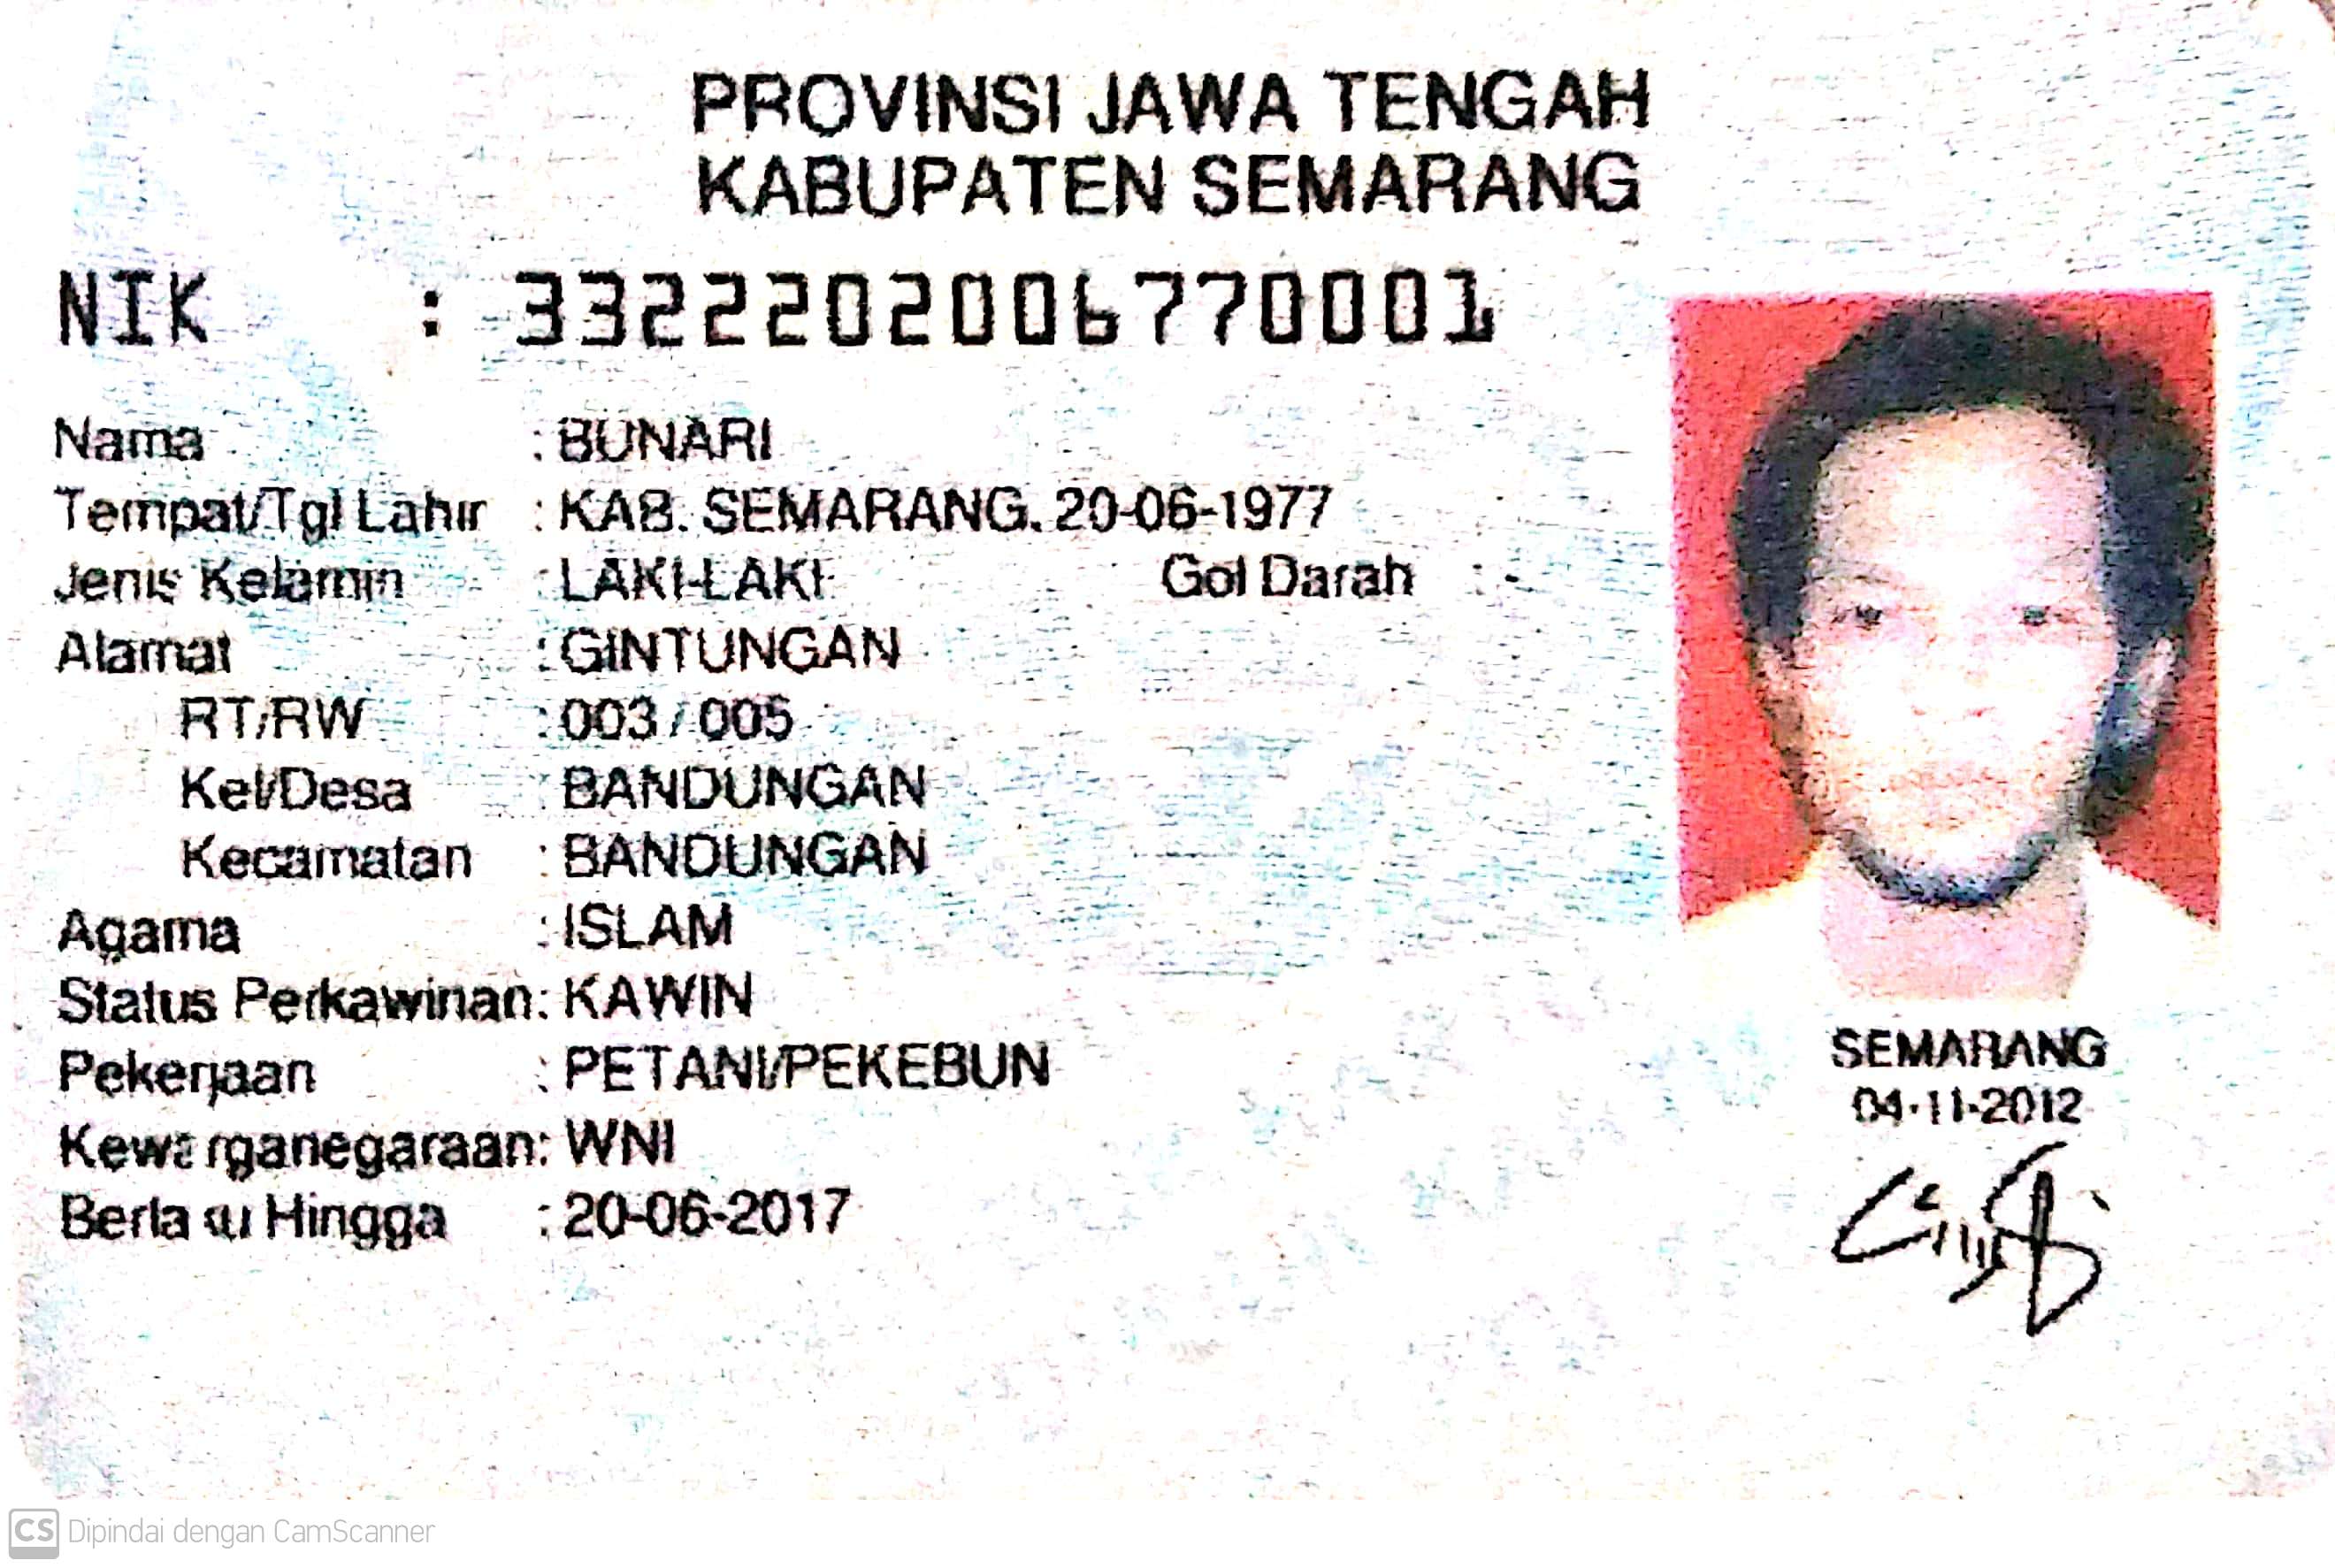 PROVINSI JAWA TENGAH
KABUPATEN SEMARANG
NIK : 3322202006770001
Nama : BUNARI
Tempat/Tgl Lahir : KAB. SEMARANG, 20-06-1977
Jenis Kelamin : LAKI-LAKI Gol Darah : -
Alamat : GINTUNGAN
RT/RW : 003 / 005
Kel/Desa : BANDUNGAN
Kecamatan : BANDUNGAN
Agama : ISLAM
Status Perkawinan: KAWIN
Pekerjaan : PETANI/PEKEBUN
Kewarganegaraan: WNI
Berlaku Hingga : 20-06-2017
SEMARANG
04-11-2012
CS Dipindai dengan CamScanner